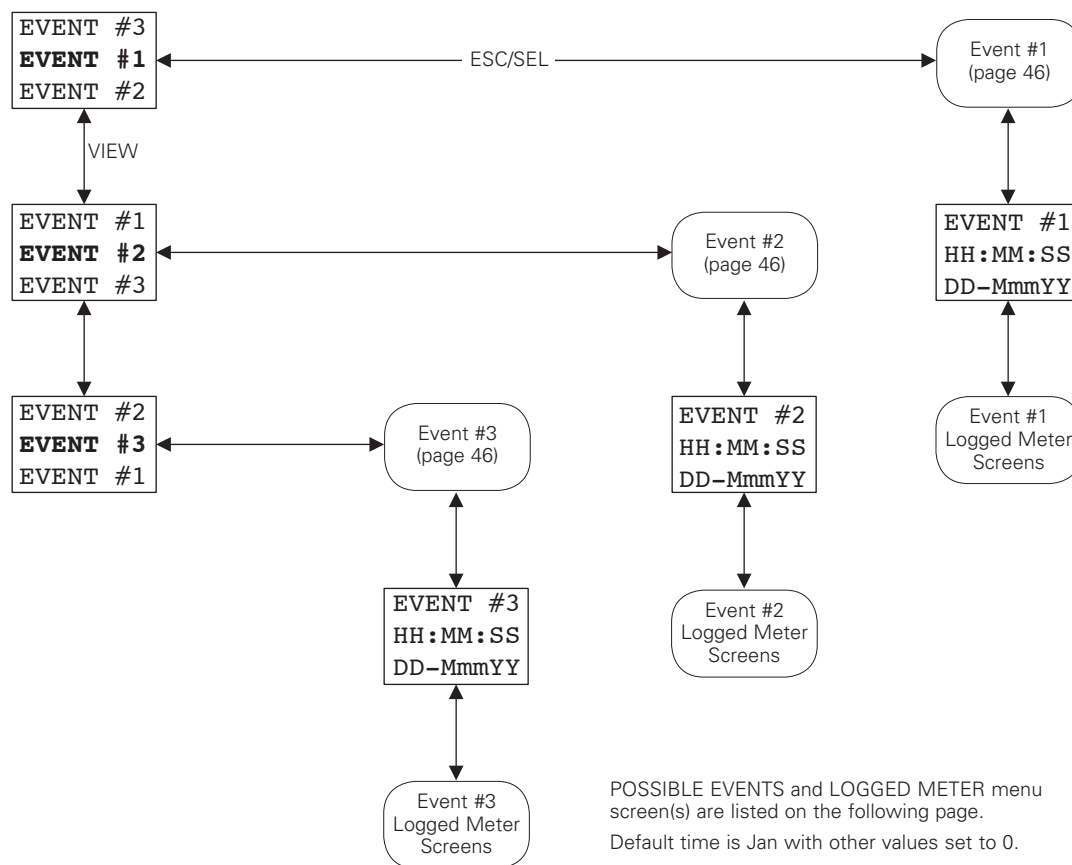 EVENT #3
EVENT #1
EVENT #2
ESC/SEL
Event #1
(page 46)
VIEW
EVENT #1
EVENT #2
EVENT #3
Event #2
(page 46)
EVENT #1
HH:MM:SS
DD-MmmYY
EVENT #2
EVENT #3
EVENT #1
Event #3
(page 46)
EVENT #2
HH:MM:SS
DD-MmmYY
Event #1
Logged Meter
Screens
EVENT #3
HH:MM:SS
DD-MmmYY
Event #2
Logged Meter
Screens
Event #3
Logged Meter
Screens
POSSIBLE EVENTS and LOGGED METER menu
screen(s) are listed on the following page.
Default time is Jan with other values set to 0.